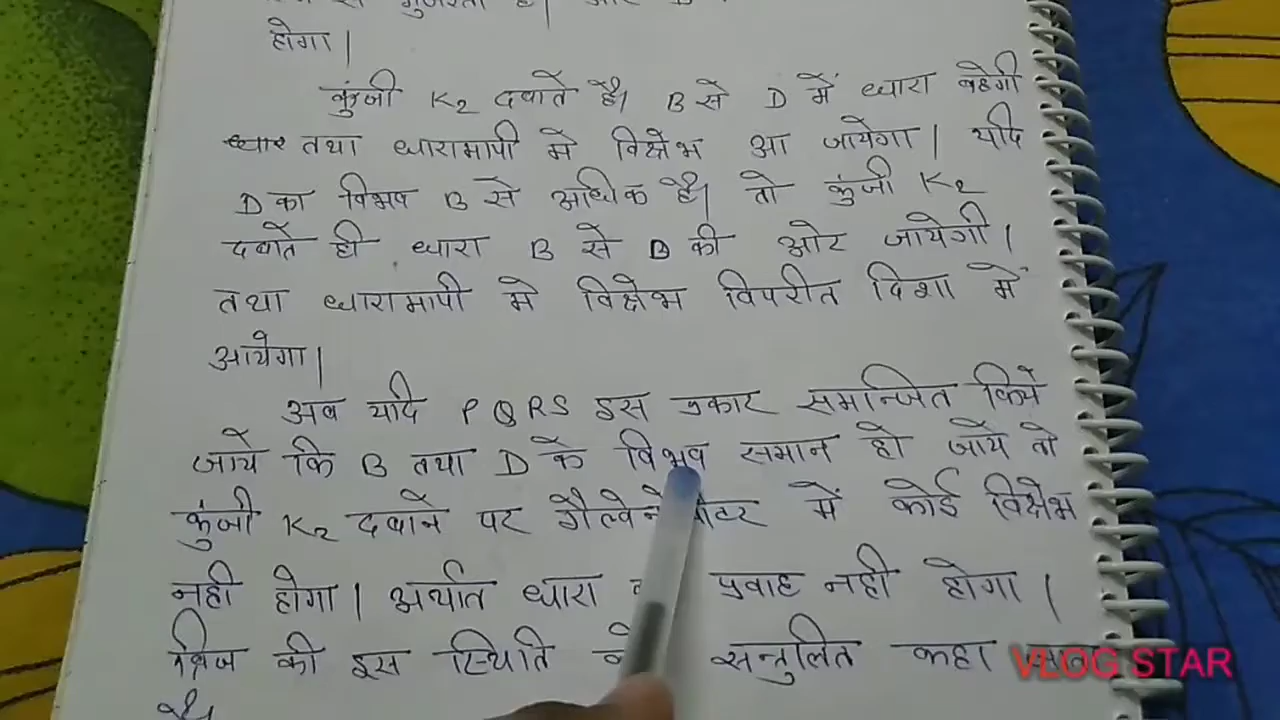 होगा।
कुंजी K2 दबाते है। B से D में धारा बहेगी
तथा धारामापी मे विक्षेभ आ जायेगा। यदि
D का विभव B से अधिक है। तो कुंजी K2
दबाते ही धारा B से D की ओर जायेगी।
तथा धारामापी मे विक्षेभ विपरीत दिशा में
आयेगा।
अब यदि P Q R S इस प्रकार समान्जित किये
जाये कि B तथा D के विभव समान हो जाये तो
कुंजी K2 दबाने पर गैल्वेनेमीटर में कोई विक्षेभ
नही होगा। अर्थात धारा प्रवाह नही होगा।
ब्रिज की इस स्थिति सन्तुलित कहा
है।
VLOG STAR